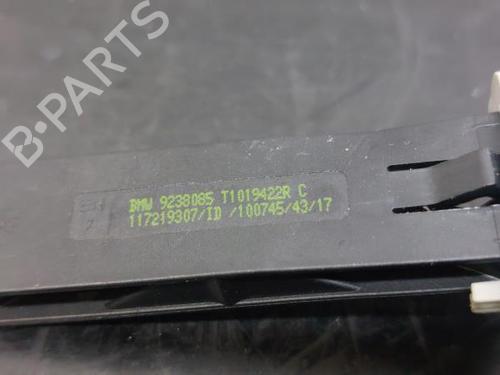 B-PARTS
BMW 9238085 T1019422R C
117219307/ID /100745/43/17